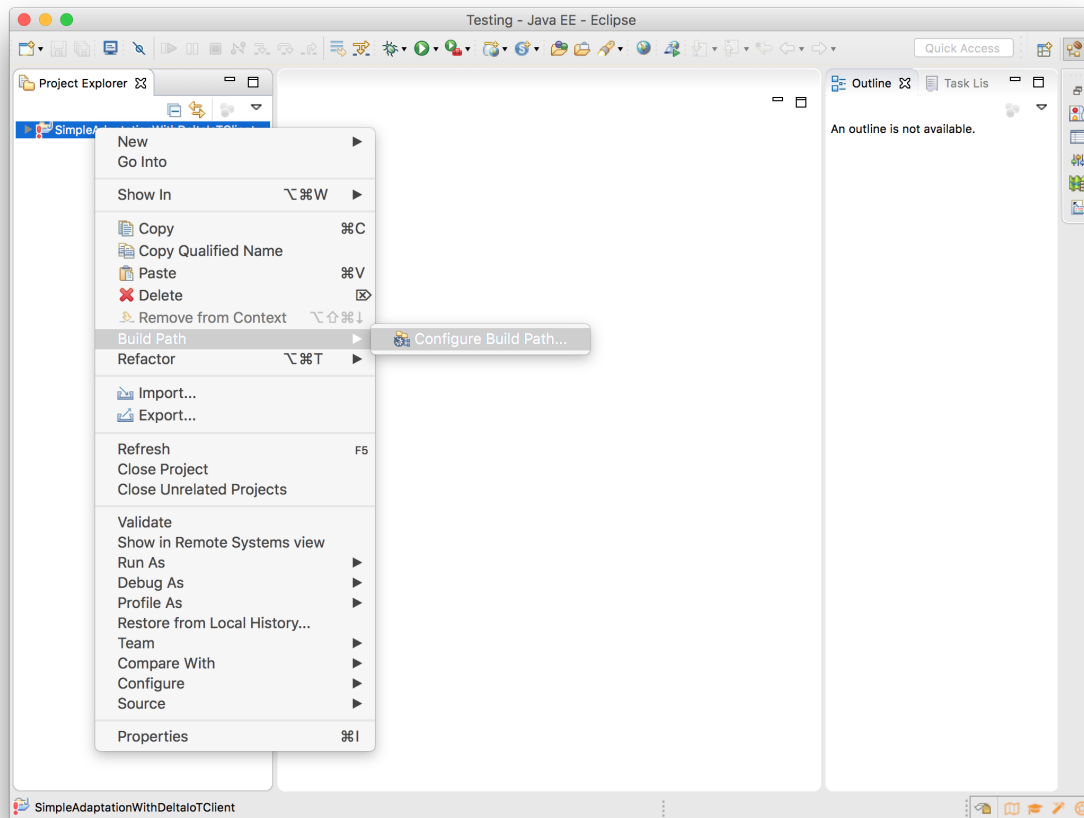 Testing - Java EE - Eclipse
Quick Access
Project Explorer
Outline
Task Lis
An outline is not available.
New
Go Into
Show In ⌥⌘W
Copy ⌘C
Copy Qualified Name
Paste ⌘V
Delete ⌦
Remove from Context ⌥⇧⌘↓
Build Path
Configure Build Path...
Refactor ⌥⌘T
Import...
Export...
Refresh F5
Close Project
Close Unrelated Projects
Validate
Show in Remote Systems view
Run As
Debug As
Profile As
Restore from Local History...
Team
Compare With
Configure
Source
Properties ⌘I
SimpleAdaptationWithDeltaIoTClient